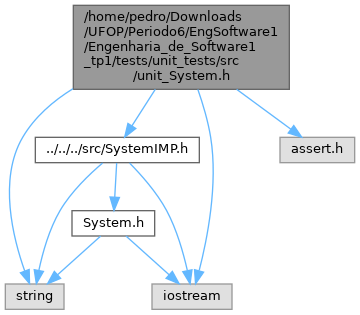 /home/pedro/Downloads
/UFOP/Periodo6/EngSoftware1
/Engenharia_de_Software1
_tp1/tests/unit_tests/src
/unit_System.h
../../../src/SystemIMP.h
assert.h
System.h
string
iostream